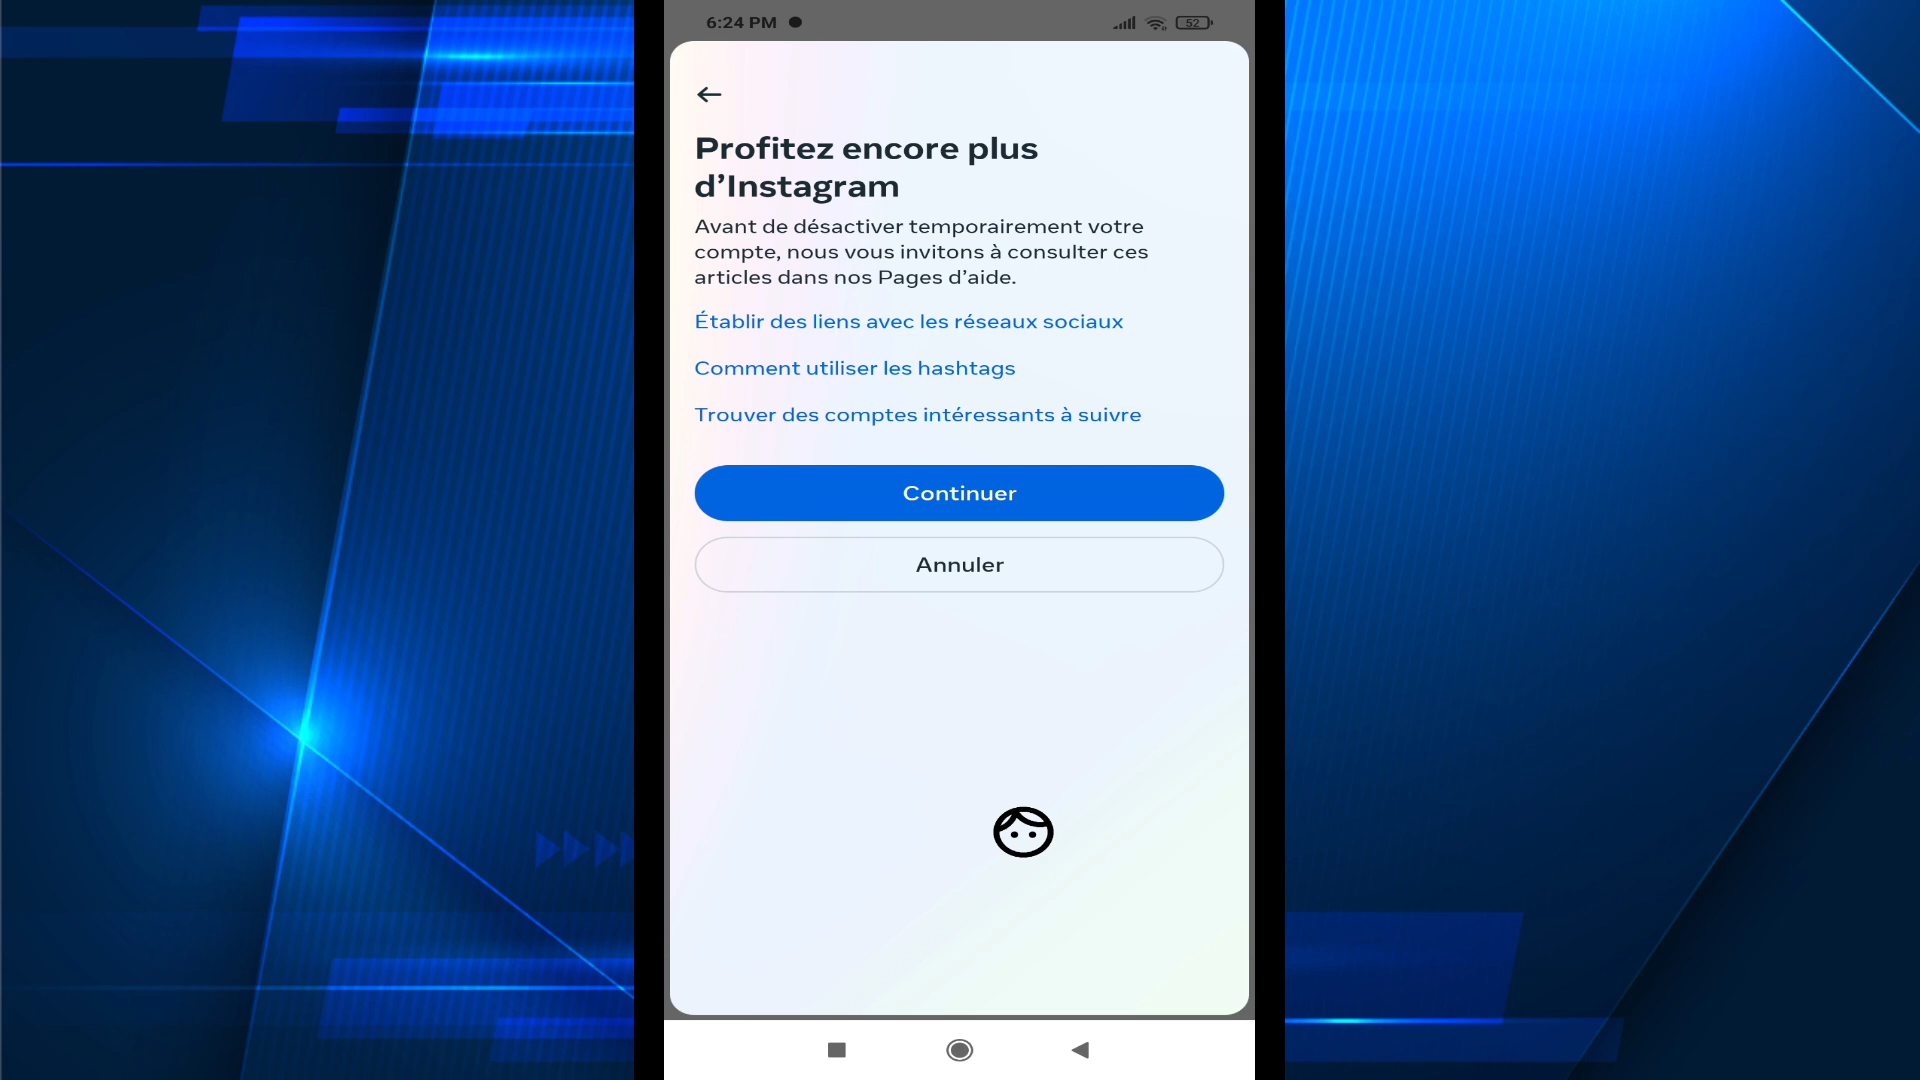 6:24 PM
52
Profitez encore plus
d’Instagram
Avant de désactiver temporairement votre
compte, nous vous invitons à consulter ces
articles dans nos Pages d’aide.
Établir des liens avec les réseaux sociaux
Comment utiliser les hashtags
Trouver des comptes intéressants à suivre
Continuer
Annuler